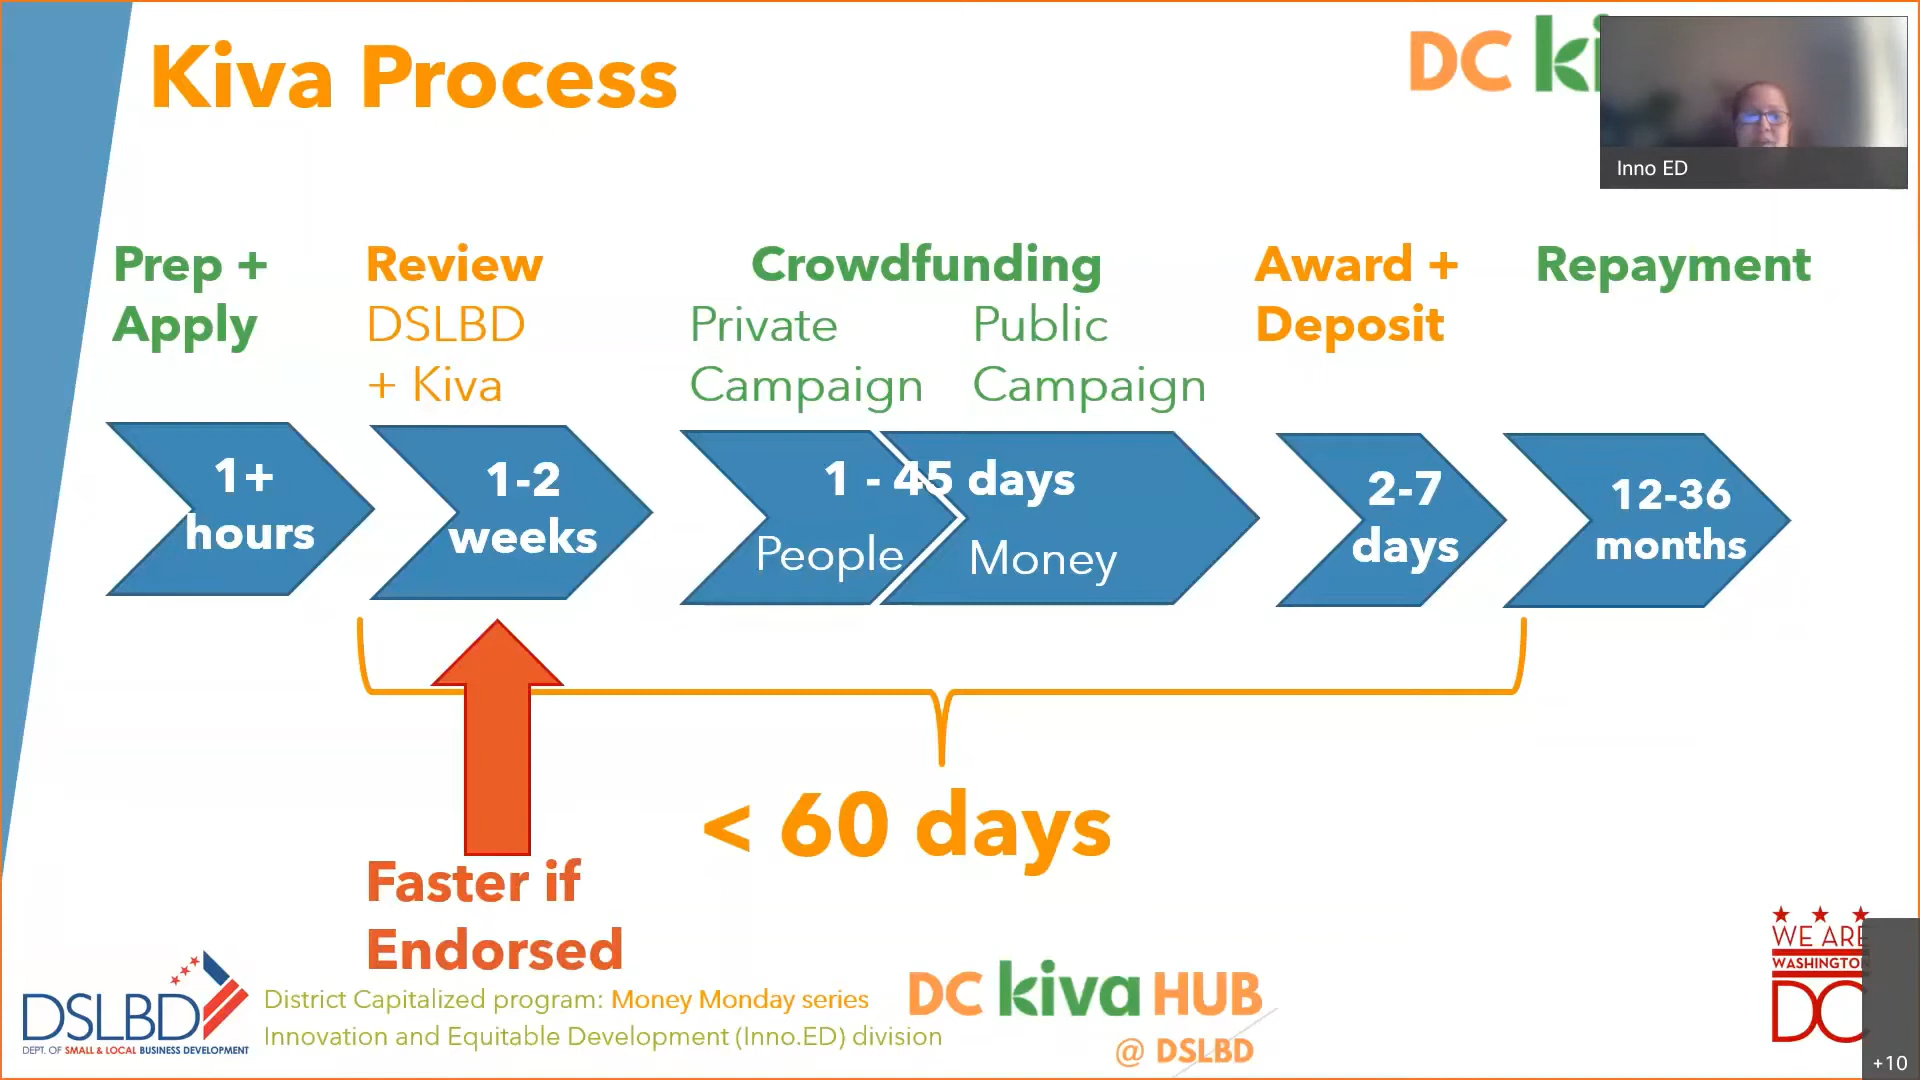 Kiva Process
DC ki
Inno ED
Prep +
Apply
Review
DSLBD
+ Kiva
Crowdfunding
Private
Campaign
Public
Campaign
Award +
Deposit
Repayment
1+
hours
1-2
weeks
1 - 45 days
People
Money
2-7
days
12-36
months
< 60 days
Faster if
Endorsed
DSLBD
DEPT. OF SMALL & LOCAL BUSINESS DEVELOPMENT
District Capitalized program: Money Monday series
Innovation and Equitable Development (Inno.ED) division
DC kiva HUB
@ DSLBD
WE ARE
WASHINGTON
DC
+10